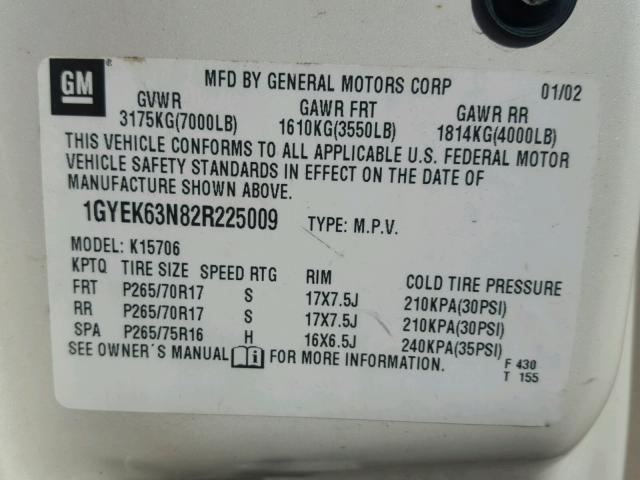 GM ®
MFD BY GENERAL MOTORS CORP 01/02
GVWR GAWR FRT GAWR RR
3175KG(7000LB) 1610KG(3550LB) 1814KG(4000LB)
THIS VEHICLE CONFORMS TO ALL APPLICABLE U.S. FEDERAL MOTOR
VEHICLE SAFETY STANDARDS IN EFFECT ON THE DATE OF
MANUFACTURE SHOWN ABOVE.
1GYEK63N82R225009 TYPE: M.P.V.
MODEL: K15706
KPTQ TIRE SIZE SPEED RTG RIM COLD TIRE PRESSURE
FRT P265/70R17 S 17X7.5J 210KPA(30PSI)
RR P265/70R17 S 17X7.5J 210KPA(30PSI)
SPA P265/75R16 H 16X6.5J 240KPA(35PSI)
SEE OWNER'S MANUAL i FOR MORE INFORMATION.
F 430
T 155